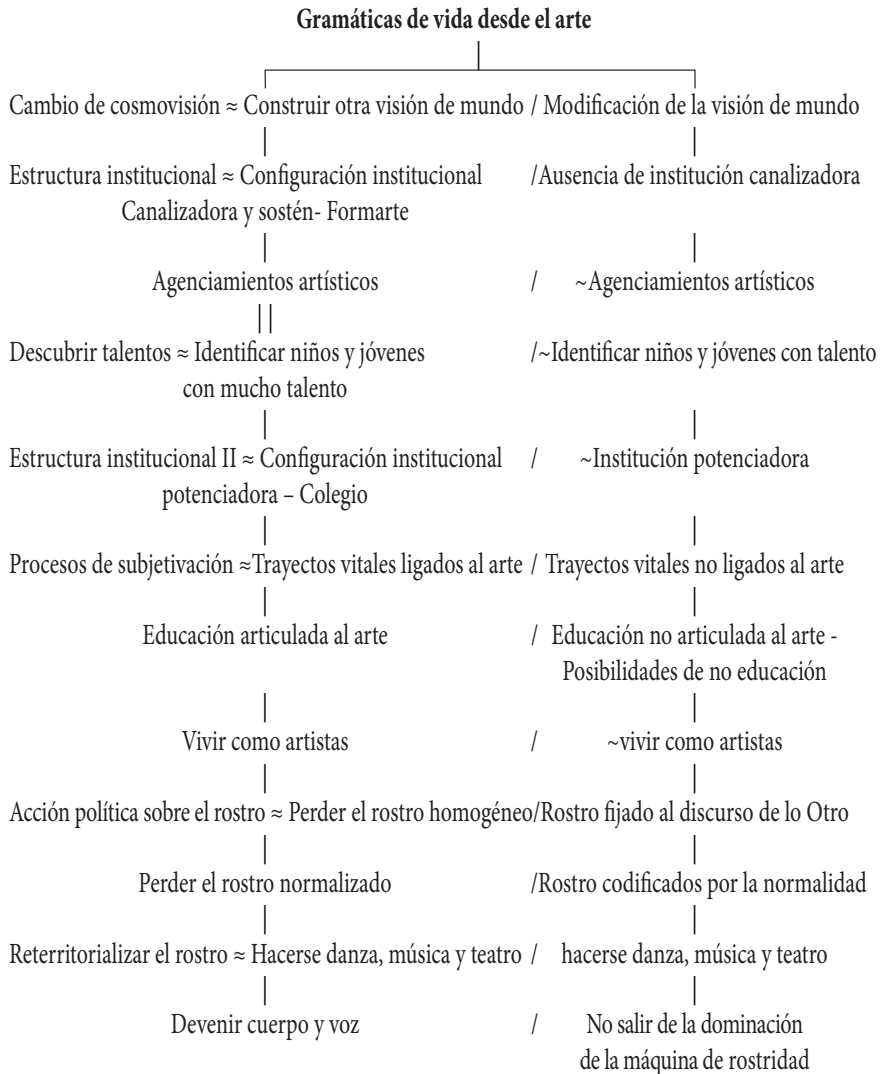 Gramáticas de vida desde el arte
Cambio de cosmovisión ≈ Construir otra visión de mundo / Modificación de la visión de mundo
Estructura institucional ≈ Configuración institucional /Ausencia de institución canalizadora
Canalizadora y sostén- Formarte
Agenciamientos artísticos / ~Agenciamientos artísticos
Descubrir talentos ≈ Identificar niños y jóvenes /~Identificar niños y jóvenes con talento
con mucho talento
Estructura institucional II ≈ Configuración institucional / ~Institución potenciadora
potenciadora – Colegio
Procesos de subjetivación ≈Trayectos vitales ligados al arte / Trayectos vitales no ligados al arte
Educación articulada al arte / Educación no articulada al arte -
Posibilidades de no educación
Vivir como artistas / ~vivir como artistas
Acción política sobre el rostro ≈ Perder el rostro homogéneo/Rostro fijado al discurso de lo Otro
Perder el rostro normalizado /Rostro codificados por la normalidad
Reterritorializar el rostro ≈ Hacerse danza, música y teatro / hacerse danza, música y teatro
Devenir cuerpo y voz / No salir de la dominación
de la máquina de rostridad